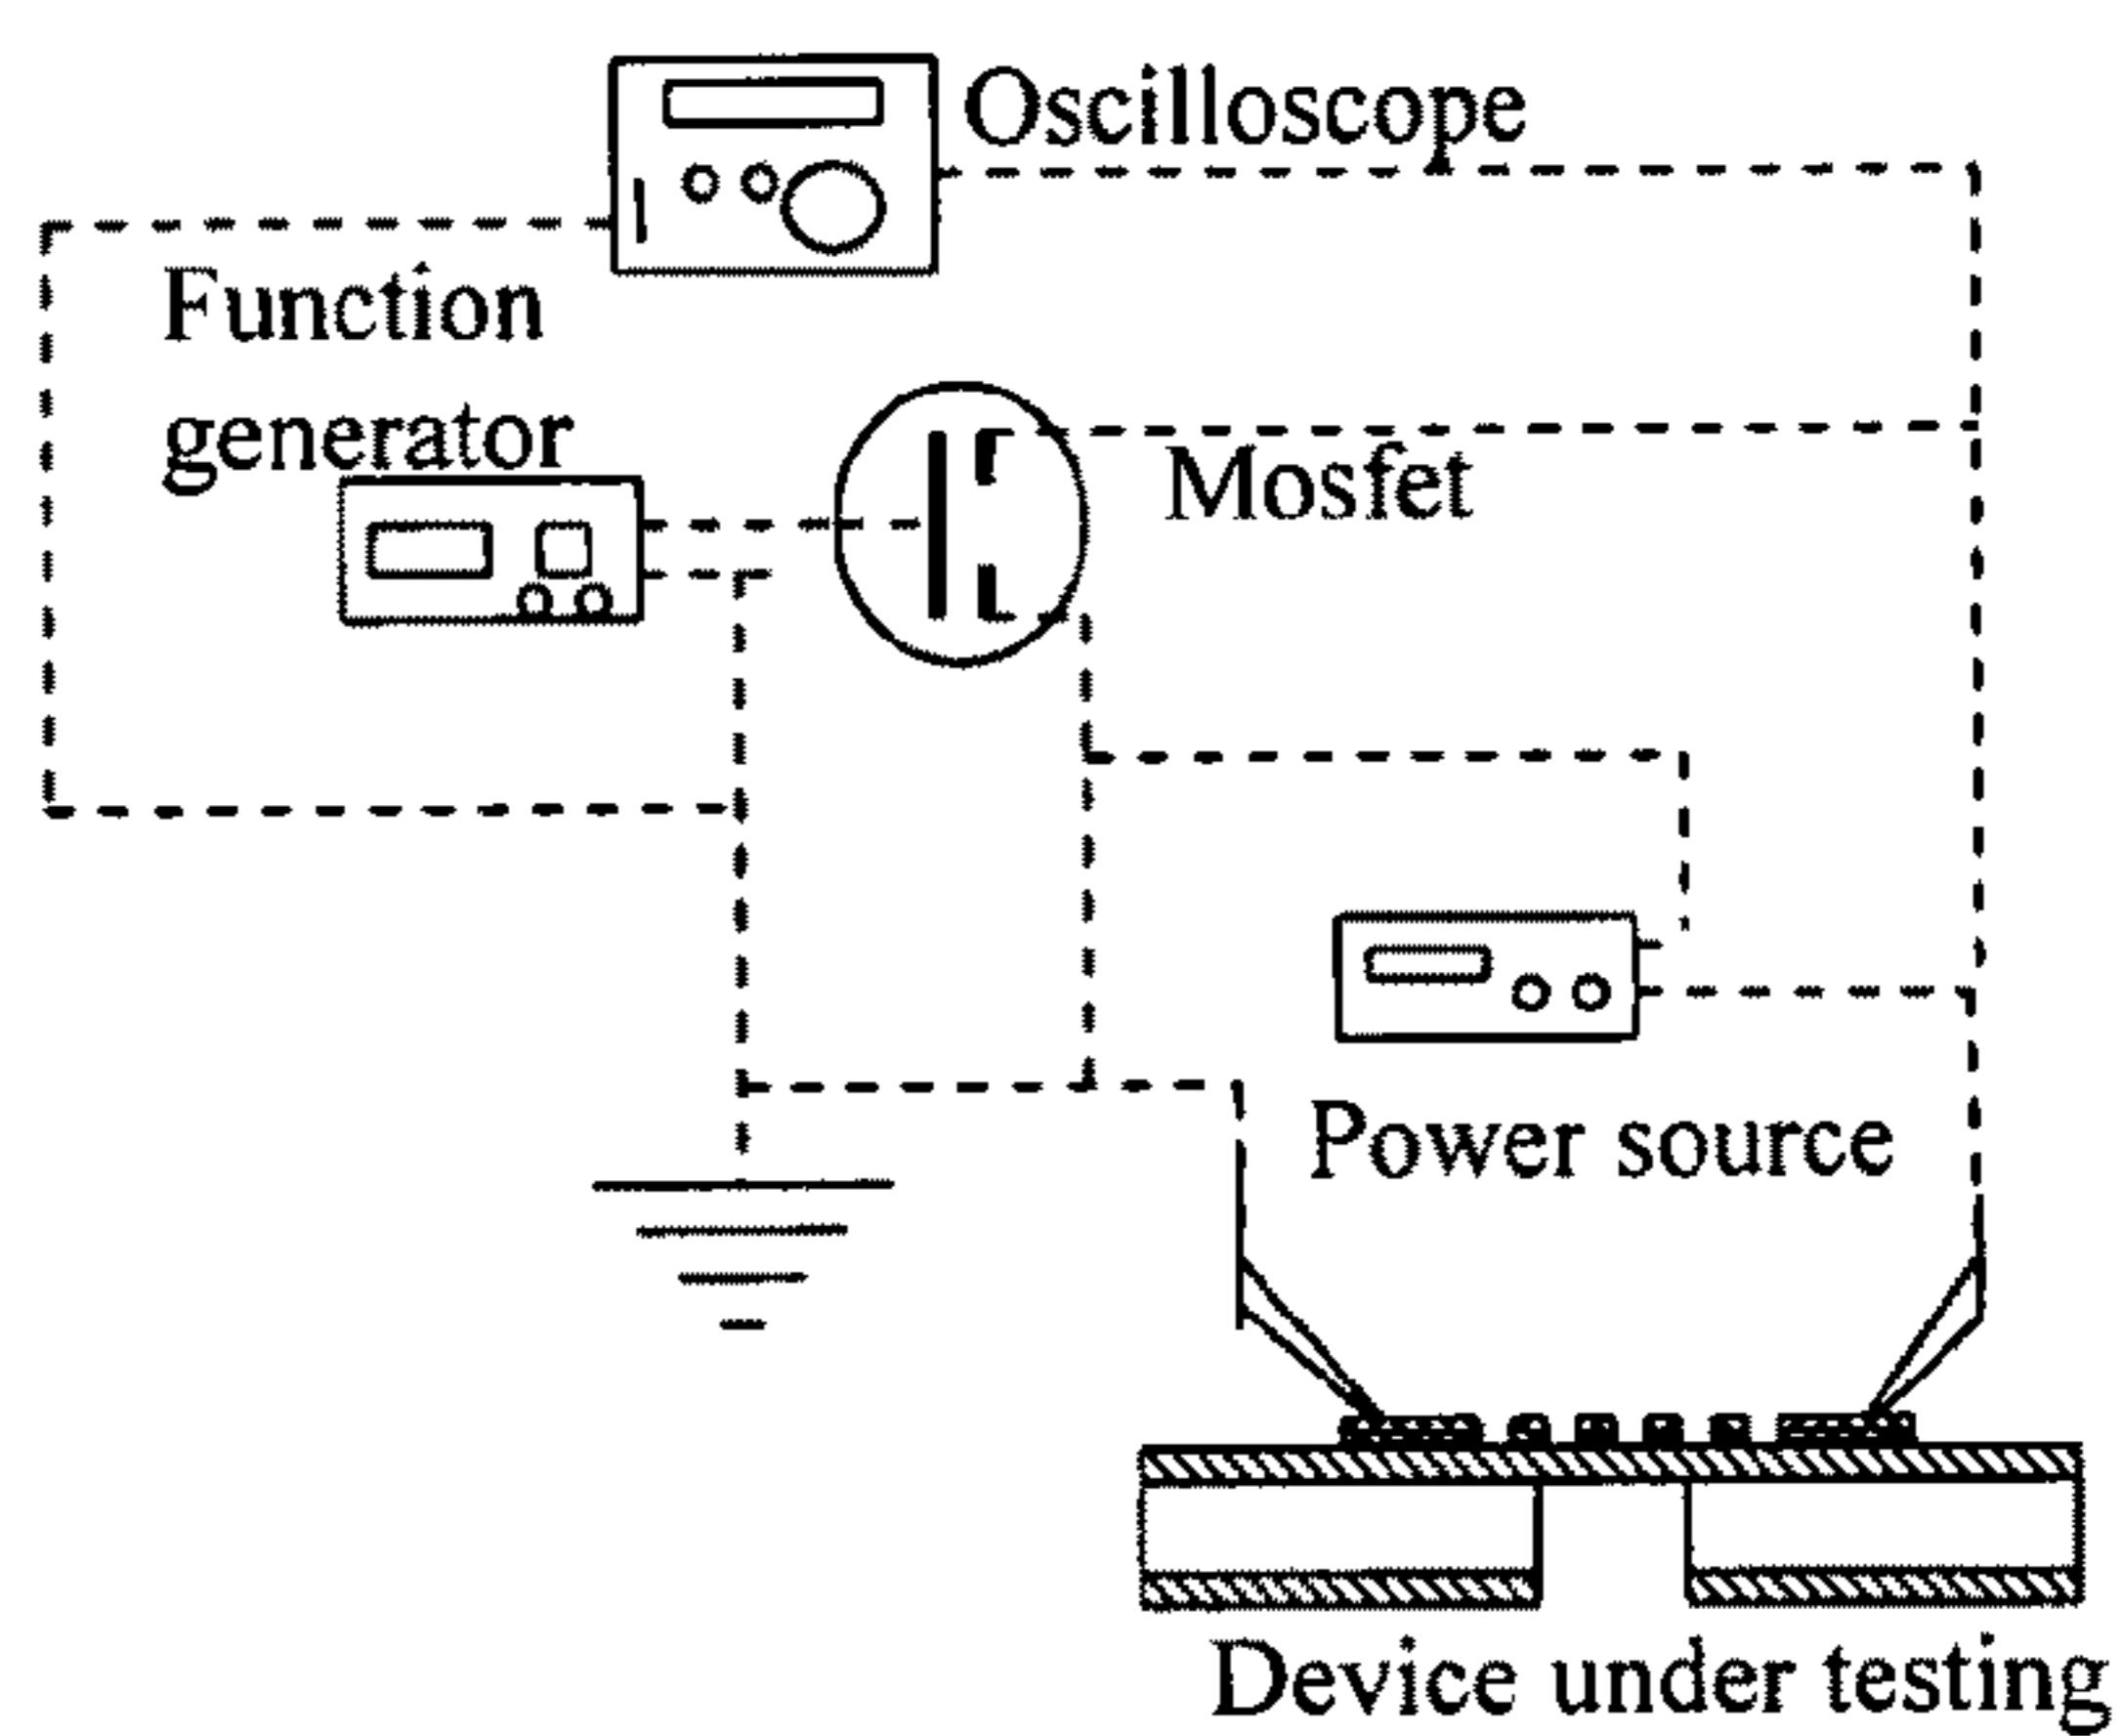 Oscilloscope
Function
generator
Mosfet
Power source
Device under testing